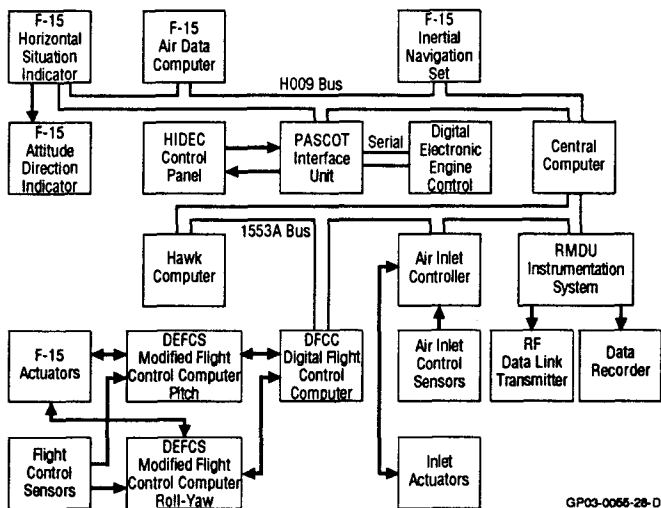 F-15
Horizontal
Situation
Indicator
F-15
Air Data
Computer
F-15
Inertial
Navigation
Set
H009 Bus
F-15
Attitude
Direction
Indicator
HIDEC
Control
Panel
PASCOT
Interface
Unit
Serial
Digital
Electronic
Engine
Control
Central
Computer
1553A Bus
Hawk
Computer
Air Inlet
Controller
RMDU
Instrumentation
System
F-15
Actuators
DEFCS
Modified Flight
Control Computer
Pitch
DFCC
Digital Flight
Control
Computer
Air Inlet
Control
Sensors
RF
Data Link
Transmitter
Data
Recorder
Flight
Control
Sensors
DEFCS
Modified Flight
Control Computer
Roll-Yaw
Inlet
Actuators
GP03-0055-28-D